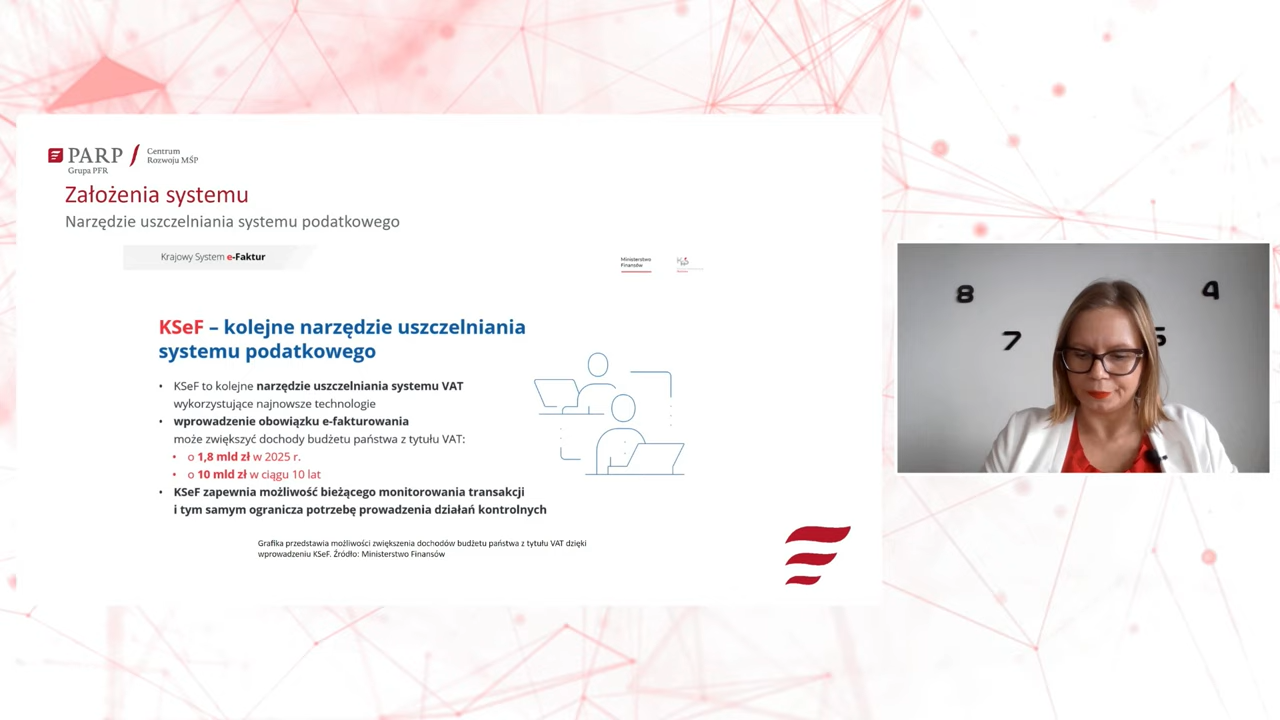 PARP
Grupa PFR
Centrum
Rozwoju MŚP
Założenia systemu
Narzędzie uszczelniania systemu podatkowego
Krajowy System e-Faktur
Ministerstwo
Finansów
KSeF – kolejne narzędzie uszczelniania
systemu podatkowego
• KSeF to kolejne narzędzie uszczelniania systemu VAT
wykorzystujące najnowsze technologie
• wprowadzenie obowiązku e-fakturowania
może zwiększyć dochody budżetu państwa z tytułu VAT:
• o 1,8 mld zł w 2025 r.
• o 10 mld zł w ciągu 10 lat
• KSeF zapewnia możliwość bieżącego monitorowania transakcji
i tym samym ogranicza potrzebę prowadzenia działań kontrolnych
Grafika przedstawia możliwości zwiększenia dochodów budżetu państwa z tytułu VAT dzięki
wprowadzeniu KSeF. Źródło: Ministerstwo Finansów
8
4
7
5